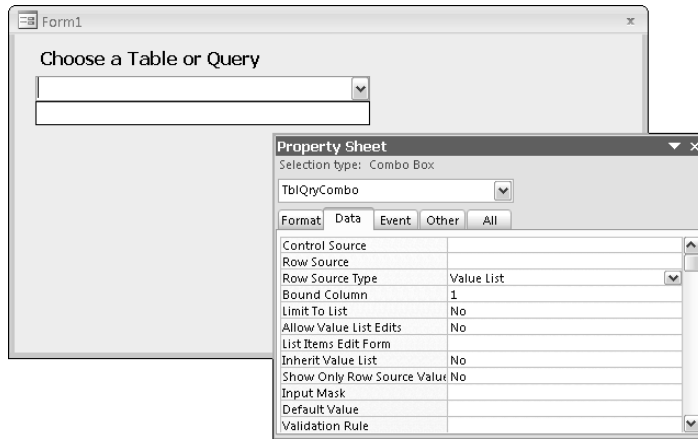 Form1
Choose a Table or Query
Property Sheet
Selection type: Combo Box
TblQryCombo
Format Data Event Other All
Control Source
Row Source
Row Source Type Value List
Bound Column 1
Limit To List No
Allow Value List Edits No
List Items Edit Form
Inherit Value List No
Show Only Row Source Value No
Input Mask
Default Value
Validation Rule